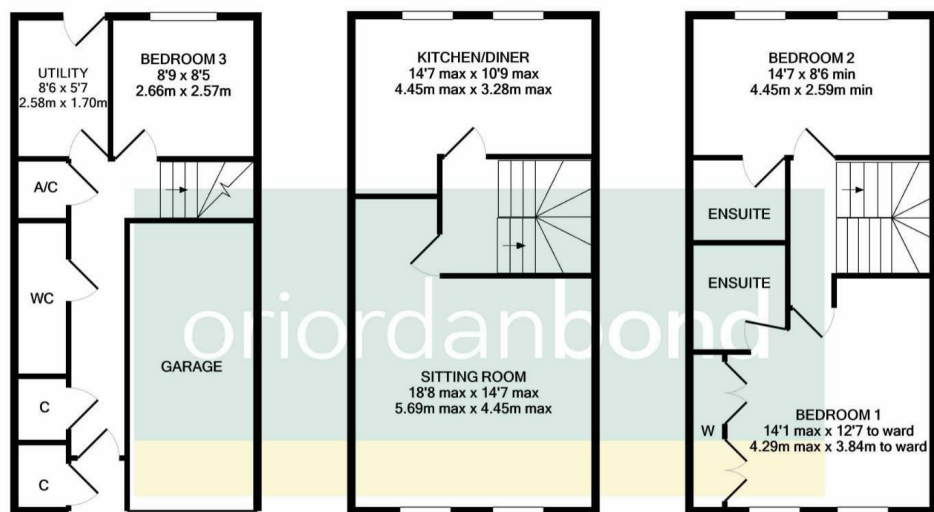 UTILITY
8'6 x 5'7
2.58m x 1.70m
BEDROOM 3
8'9 x 8'5
2.66m x 2.57m
A/C
WC
C
C
GARAGE
KITCHEN/DINER
14'7 max x 10'9 max
4.45m max x 3.28m max
SITTING ROOM
18'8 max x 14'7 max
5.69m max x 4.45m max
BEDROOM 2
14'7 x 8'6 min
4.45m x 2.59m min
ENSUITE
ENSUITE
W
BEDROOM 1
14'1 max x 12'7 to ward
4.29m max x 3.84m to ward
oriordanbond